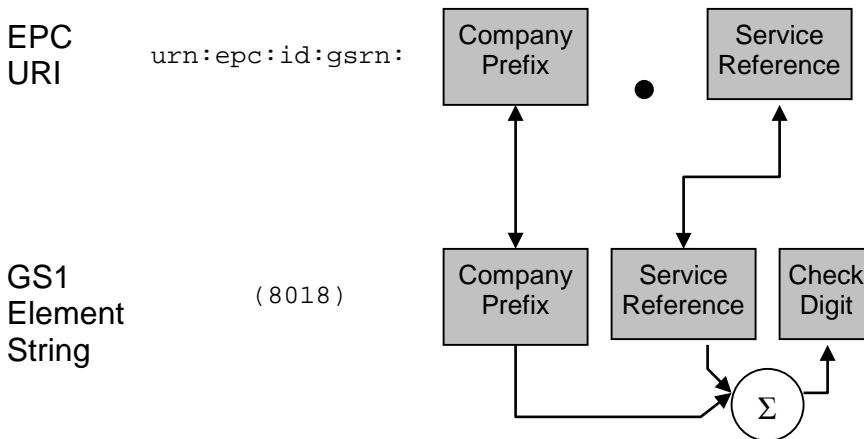 EPC
URI
urn:epc:id:gsrn:
Company
Prefix
Service
Reference
GS1
Element
String
(8018)
Company
Prefix
Service
Reference
Check
Digit
Σ